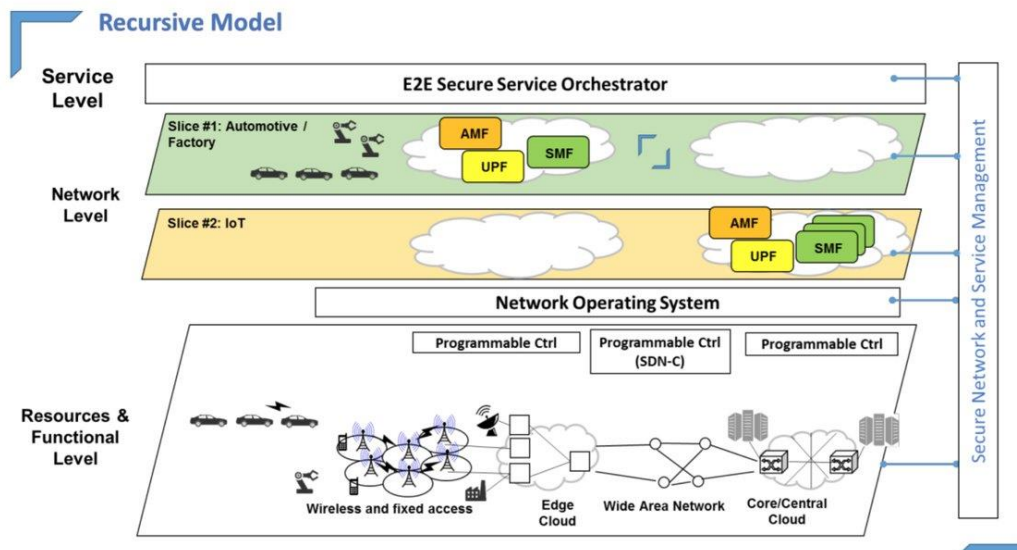 Recursive Model
Service
Level
E2E Secure Service Orchestrator
Slice #1: Automotive /
Factory
AMF
UPF
SMF
Network
Level
Slice #2: IoT
AMF
UPF
SMF
Network Operating System
Programmable Ctrl
Programmable Ctrl
(SDN-C)
Programmable Ctrl
Resources &
Functional
Level
Wireless and fixed access
Edge
Cloud
Wide Area Network
Core/Central
Cloud
Secure Network and Service Management